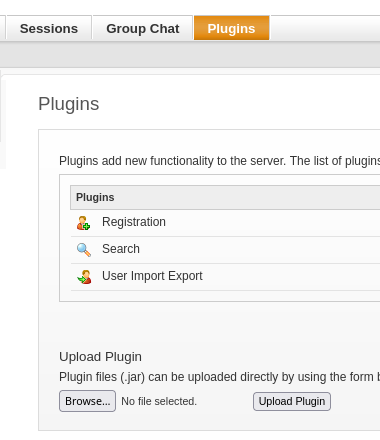 Sessions Group Chat Plugins
Plugins
Plugins add new functionality to the server. The list of plugins
Plugins
Registration
Search
User Import Export
Upload Plugin
Plugin files (.jar) can be uploaded directly by using the form
Browse... No file selected. Upload Plugin